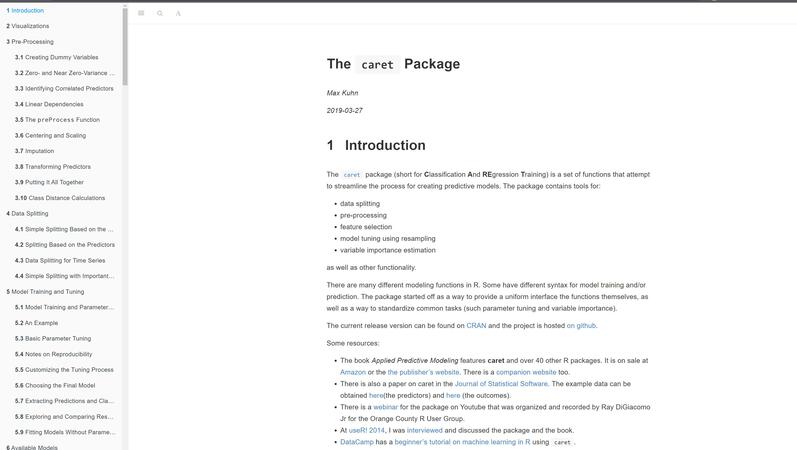 1 Introduction
2 Visualizations
3 Pre-Processing
3.1 Creating Dummy Variables
3.2 Zero- and Near Zero-Variance ...
3.3 Identifying Correlated Predictors
3.4 Linear Dependencies
3.5 The preProcess Function
3.6 Centering and Scaling
3.7 Imputation
3.8 Transforming Predictors
3.9 Putting It All Together
3.10 Class Distance Calculations
4 Data Splitting
4.1 Simple Splitting Based on the ...
4.2 Splitting Based on the Predictors
4.3 Data Splitting for Time Series
4.4 Simple Splitting with Important...
5 Model Training and Tuning
5.1 Model Training and Parameter...
5.2 An Example
5.3 Basic Parameter Tuning
5.4 Notes on Reproducibility
5.5 Customizing the Tuning Process
5.6 Choosing the Final Model
5.7 Extracting Predictions and Cla...
5.8 Exploring and Comparing Res...
5.9 Fitting Models Without Parame...
6 Available Models
A
The caret Package
Max Kuhn
2019-03-27
1 Introduction
The caret package (short for Classification And REgression Training) is a set of functions that attempt
to streamline the process for creating predictive models. The package contains tools for:
• data splitting
• pre-processing
• feature selection
• model tuning using resampling
• variable importance estimation
as well as other functionality.
There are many different modeling functions in R. Some have different syntax for model training and/or
prediction. The package started off as a way to provide a uniform interface the functions themselves, as
well as a way to standardize common tasks (such parameter tuning and variable importance).
The current release version can be found on CRAN and the project is hosted on github.
Some resources:
• The book Applied Predictive Modeling features caret and over 40 other R packages. It is on sale at
Amazon or the the publisher's website. There is a companion website too.
• There is also a paper on caret in the Journal of Statistical Software. The example data can be
obtained here(the predictors) and here (the outcomes).
• There is a webinar for the package on Youtube that was organized and recorded by Ray DiGiacomo
Jr for the Orange County R User Group.
• At useR! 2014, I was interviewed and discussed the package and the book.
• DataCamp has a beginner's tutorial on machine learning in R using caret .